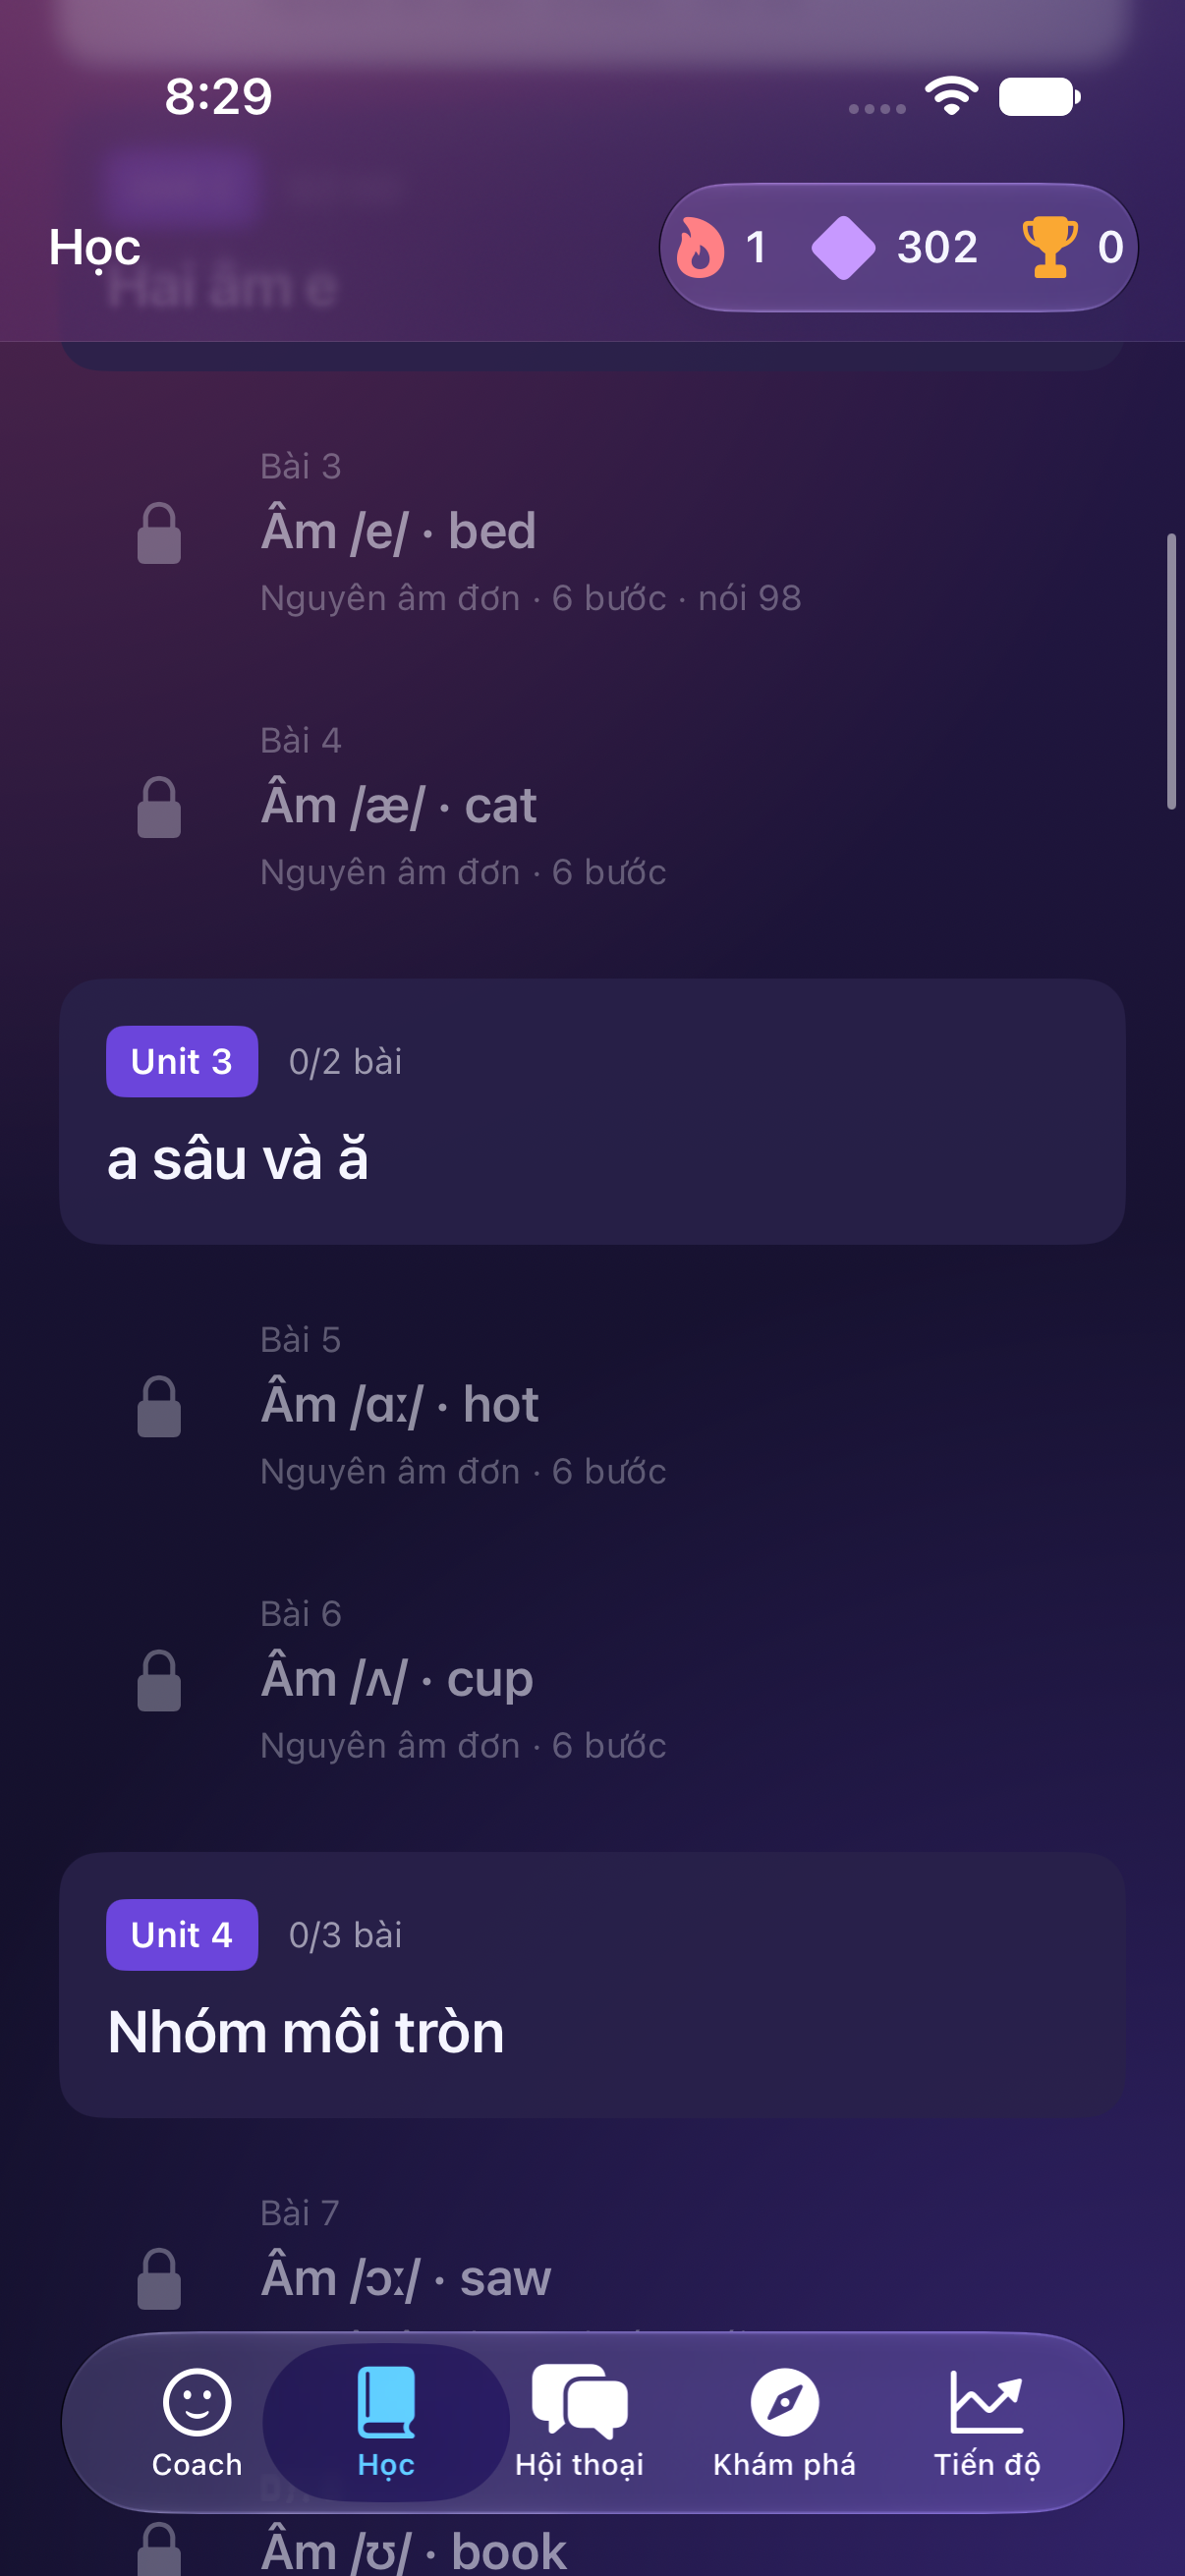 8:29
Học
1
302
0
Hai âm e
Bài 3
Âm /e/ · bed
Nguyên âm đơn · 6 bước · nói 98
Bài 4
Âm /æ/ · cat
Nguyên âm đơn · 6 bước
Unit 3
0/2 bài
a sâu và ă
Bài 5
Âm /ɑː/ · hot
Nguyên âm đơn · 6 bước
Bài 6
Âm /ʌ/ · cup
Nguyên âm đơn · 6 bước
Unit 4
0/3 bài
Nhóm môi tròn
Bài 7
Âm /ɔː/ · saw
Coach
Học
Hội thoại
Khám phá
Tiến độ
Âm /ʊ/ · book